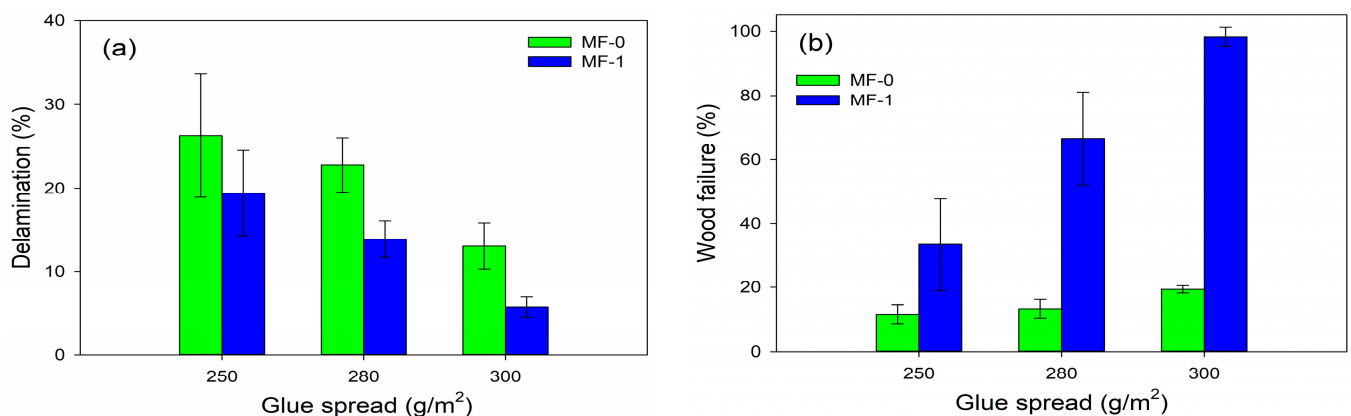 (a)
MF-0
MF-1
Delamination (%)
40
30
20
10
0
250 280 300
Glue spread (g/m²)
(b)
MF-0
MF-1
Wood failure (%)
100
80
60
40
20
0
250 280 300
Glue spread (g/m²)